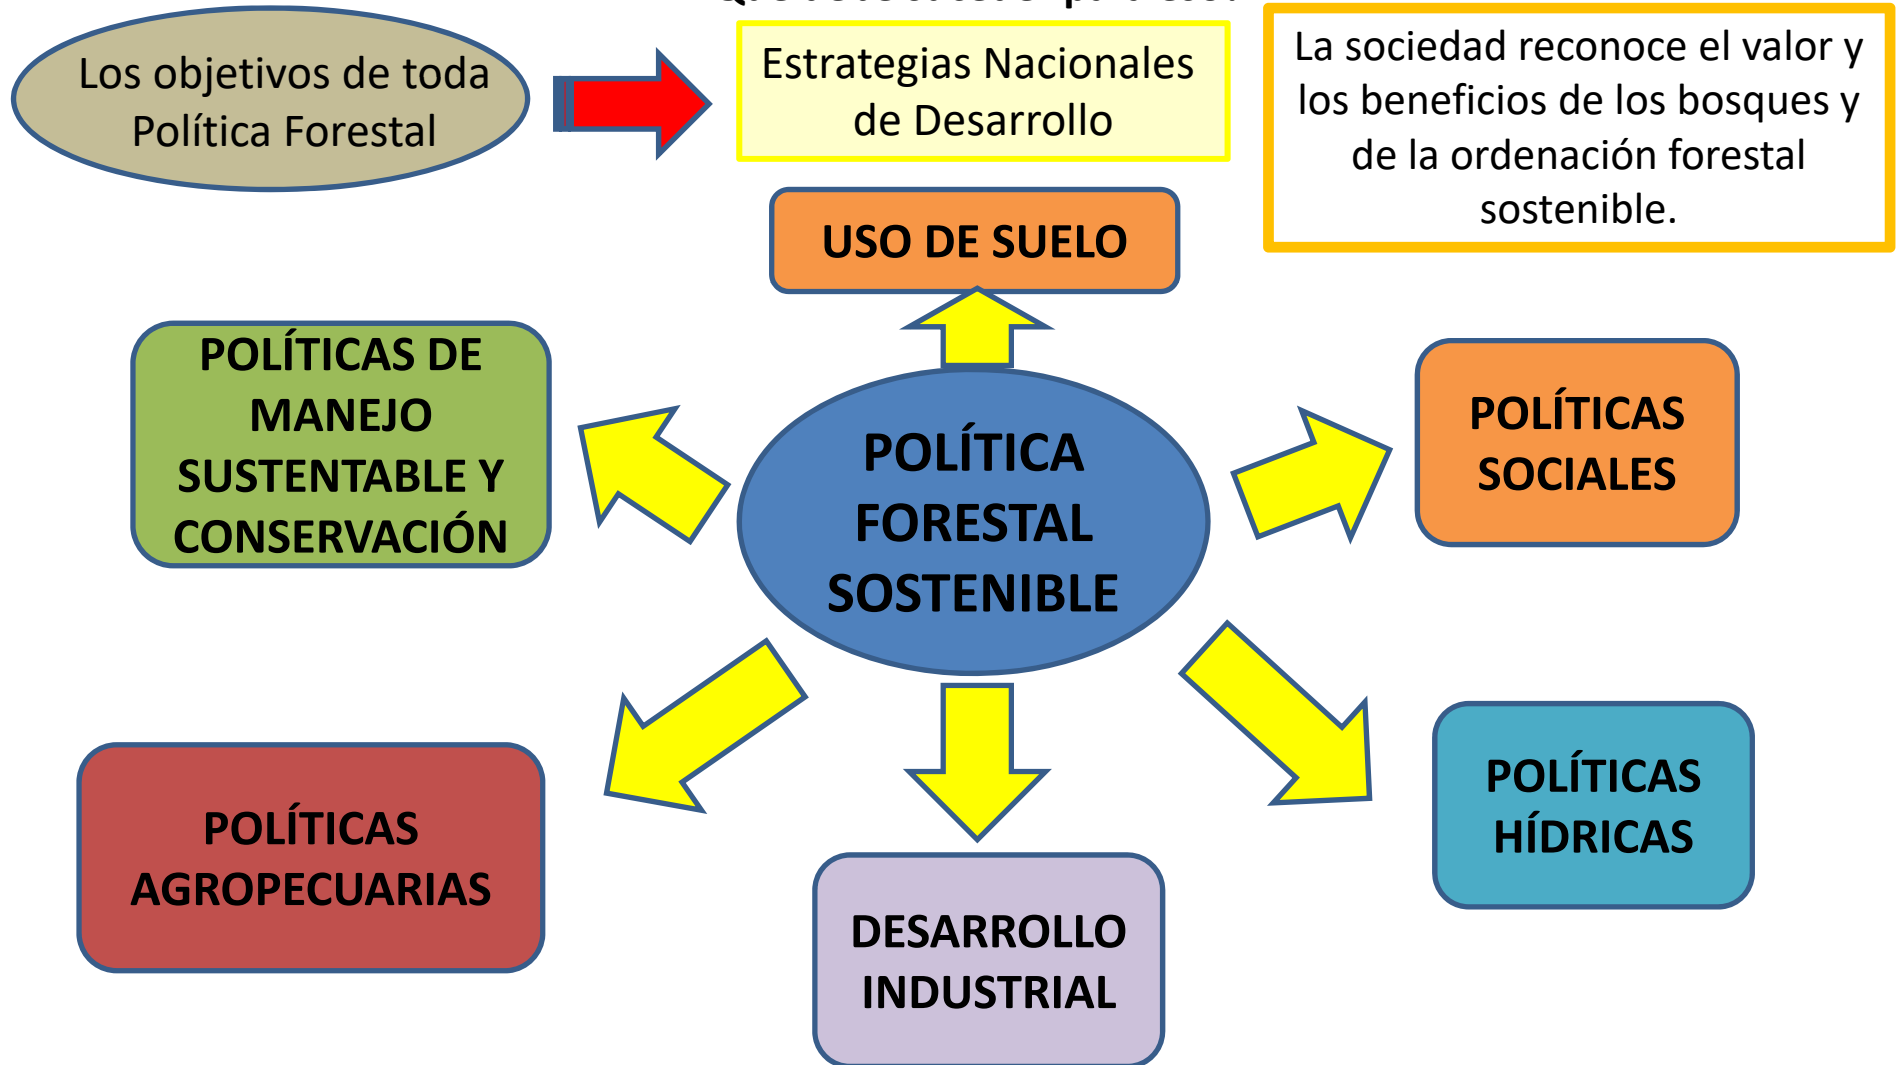 Los objetivos de toda
Política Forestal
Estrategias Nacionales
de Desarrollo
La sociedad reconoce el valor y
los beneficios de los bosques y
de la ordenación forestal
sostenible.
USO DE SUELO
POLÍTICAS DE
MANEJO
SUSTENTABLE Y
CONSERVACIÓN
POLÍTICA
FORESTAL
SOSTENIBLE
POLÍTICAS
SOCIALES
POLÍTICAS
AGROPECUARIAS
DESARROLLO
INDUSTRIAL
POLÍTICAS
HÍDRICAS